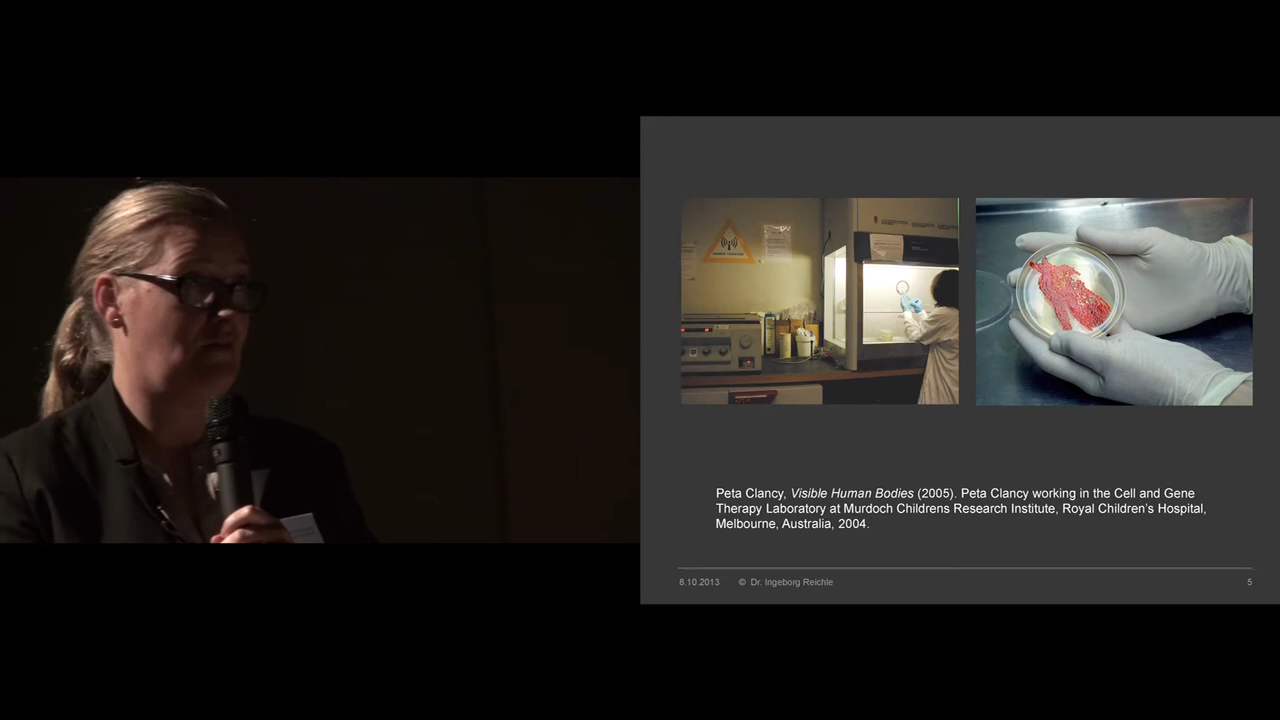 Peta Clancy, Visible Human Bodies (2005). Peta Clancy working in the Cell and Gene
Therapy Laboratory at Murdoch Childrens Research Institute, Royal Children's Hospital,
Melbourne, Australia, 2004.
8.10.2013 © Dr. Ingeborg Reichle 5